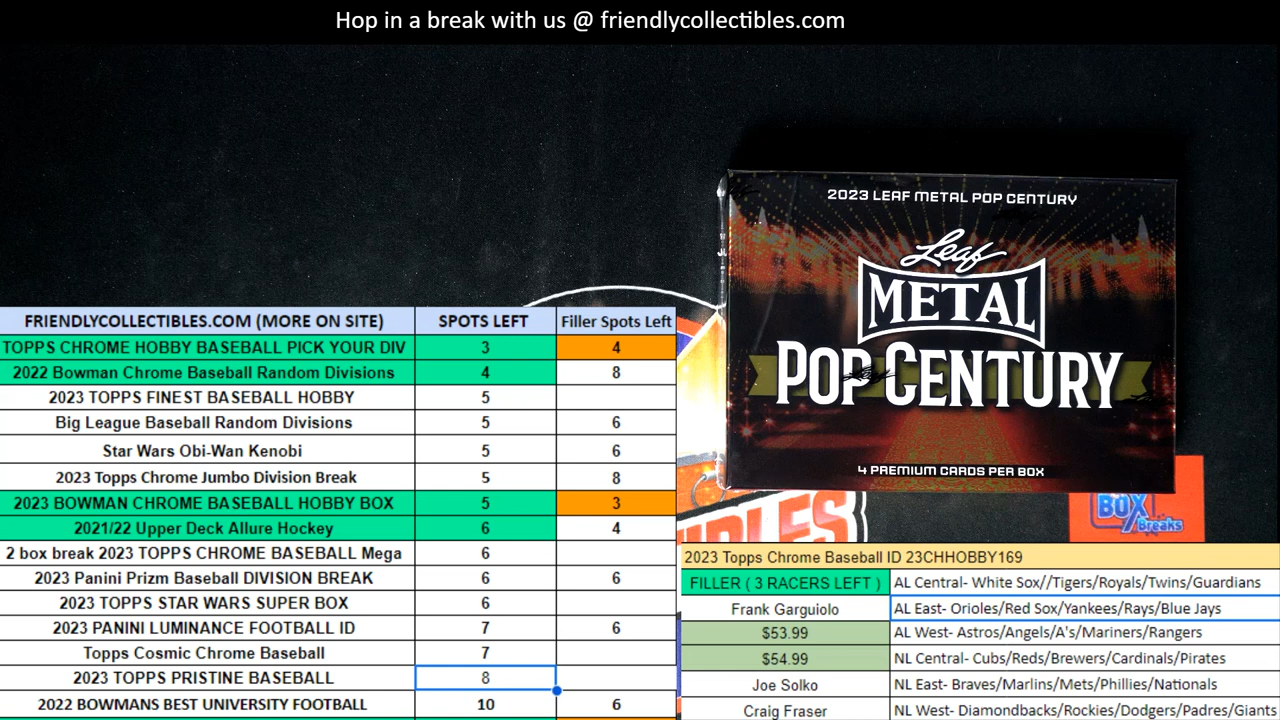 Hop in a break with us @ friendlycollectibles.com
2023 LEAF METAL POP CENTURY
Leaf
METAL
POP CENTURY
4 PREMIUM CARDS PER BOX
BOX
Breaks
FRIENDLYCOLLECTIBLES.COM (MORE ON SITE) SPOTS LEFT Filler Spots Left
TOPPS CHROME HOBBY BASEBALL PICK YOUR DIV 3 4
2022 Bowman Chrome Baseball Random Divisions 4 8
2023 TOPPS FINEST BASEBALL HOBBY 5
Big League Baseball Random Divisions 5 6
Star Wars Obi-Wan Kenobi 5 6
2023 Topps Chrome Jumbo Division Break 5 8
2023 BOWMAN CHROME BASEBALL HOBBY BOX 5 3
2021/22 Upper Deck Allure Hockey 6 4
2 box break 2023 TOPPS CHROME BASEBALL Mega 6
2023 Panini Prizm Baseball DIVISION BREAK 6 6
2023 TOPPS STAR WARS SUPER BOX 6
2023 PANINI LUMINANCE FOOTBALL ID 7 6
Topps Cosmic Chrome Baseball 7
2023 TOPPS PRISTINE BASEBALL 8
2022 BOWMANS BEST UNIVERSITY FOOTBALL 10 6
2023 Topps Chrome Baseball ID 23CHHOBBY169
FILLER ( 3 RACERS LEFT ) AL Central- White Sox//Tigers/Royals/Twins/Guardians
Frank Garguiolo AL East- Orioles/Red Sox/Yankees/Rays/Blue Jays
$53.99 AL West- Astros/Angels/A's/Mariners/Rangers
$54.99 NL Central- Cubs/Reds/Brewers/Cardinals/Pirates
Joe Solko NL East- Braves/Marlins/Mets/Phillies/Nationals
Craig Fraser NL West- Diamondbacks/Rockies/Dodgers/Padres/Giants